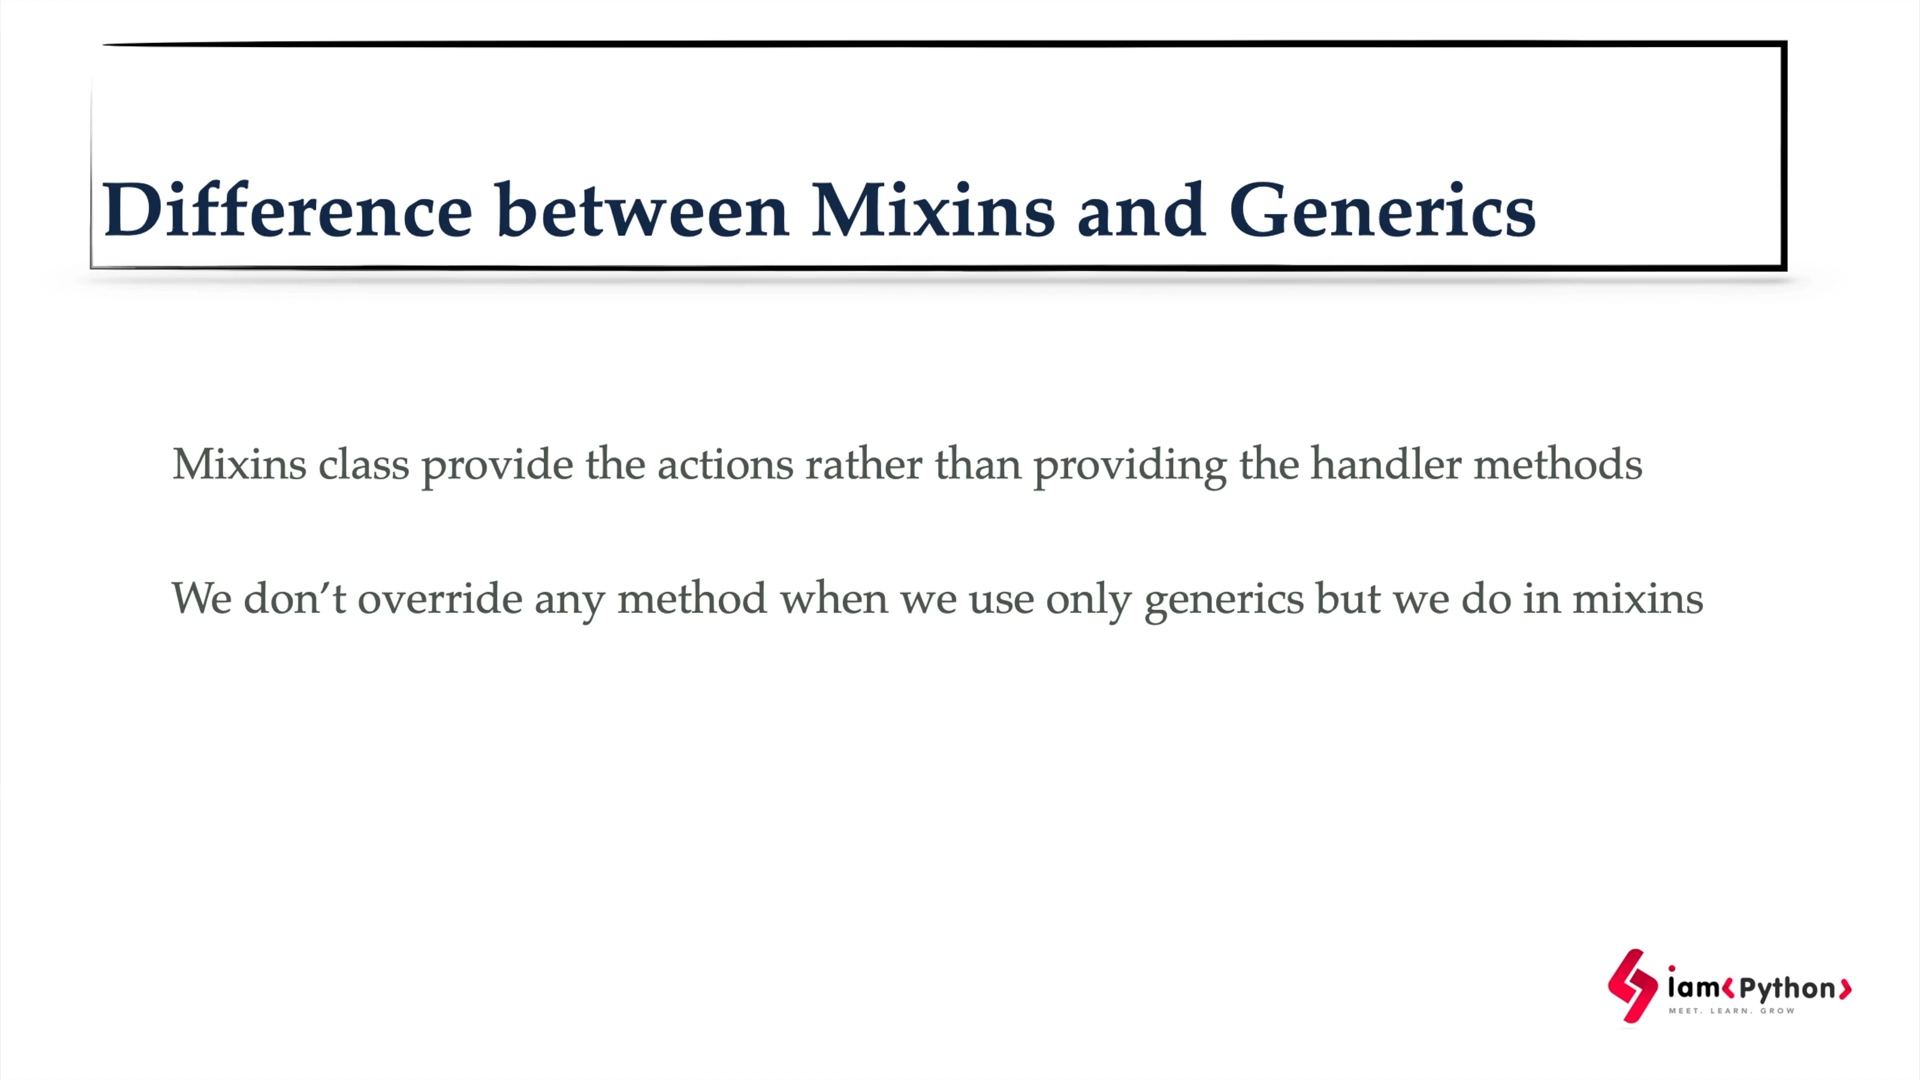 Difference between Mixins and Generics
Mixins class provide the actions rather than providing the handler methods
We don’t override any method when we use only generics but we do in mixins
iam<Python>
MEET. LEARN. GROW